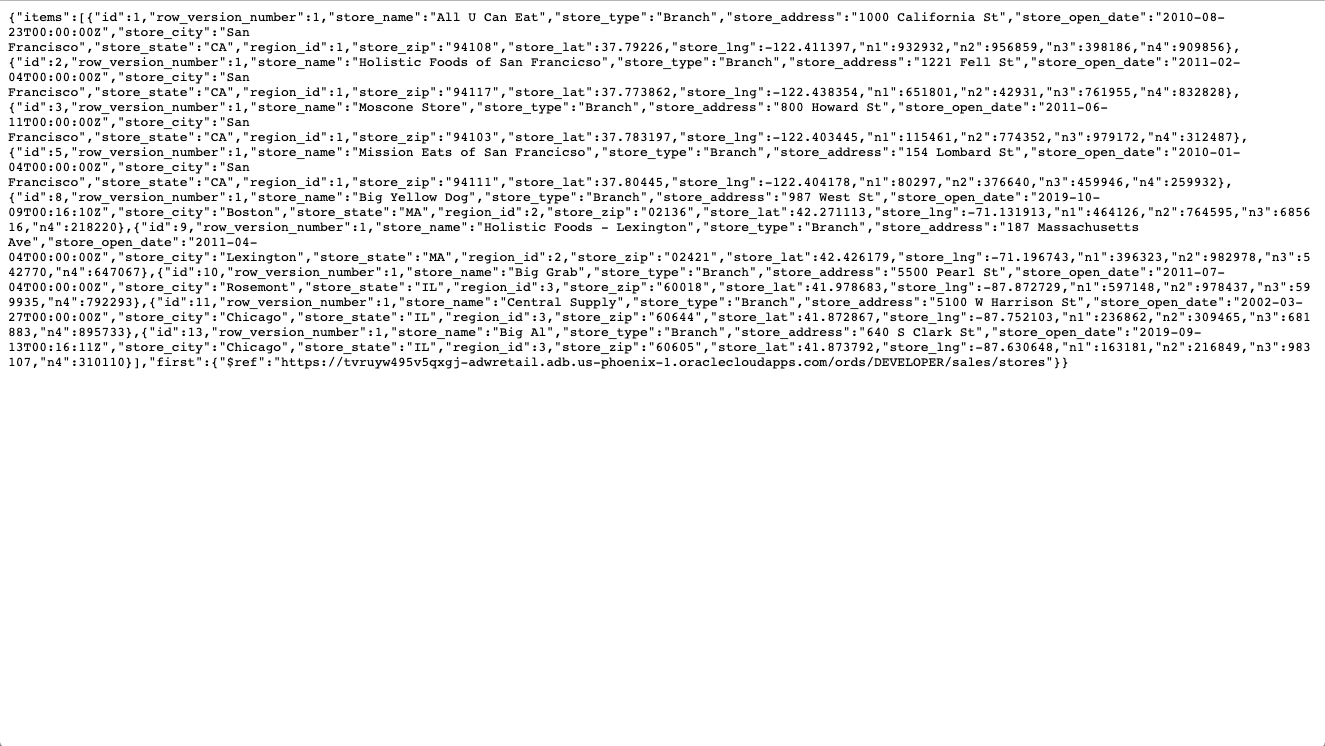 {"items":[{"id":1,"row_version_number":1,"store_name":"All U Can Eat","store_type":"Branch","store_address":"1000 California St","store_open_date":"2010-08-
23T00:00:00Z","store_city":"San
Francisco","store_state":"CA","region_id":1,"store_zip":"94108","store_lat":37.79226,"store_lng":-122.411397,"n1":932932,"n2":956859,"n3":398186,"n4":909856},
{"id":2,"row_version_number":1,"store_name":"Holistic Foods of San Francicso","store_type":"Branch","store_address":"1221 Fell St","store_open_date":"2011-02-
04T00:00:00Z","store_city":"San
Francisco","store_state":"CA","region_id":1,"store_zip":"94117","store_lat":37.773862,"store_lng":-122.438354,"n1":651801,"n2":42931,"n3":761955,"n4":832828},
{"id":3,"row_version_number":1,"store_name":"Moscone Store","store_type":"Branch","store_address":"800 Howard St","store_open_date":"2011-06-
11T00:00:00Z","store_city":"San
Francisco","store_state":"CA","region_id":1,"store_zip":"94103","store_lat":37.783197,"store_lng":-122.403445,"n1":115461,"n2":774352,"n3":979172,"n4":312487},
{"id":5,"row_version_number":1,"store_name":"Mission Eats of San Francicso","store_type":"Branch","store_address":"154 Lombard St","store_open_date":"2010-01-
04T00:00:00Z","store_city":"San
Francisco","store_state":"CA","region_id":1,"store_zip":"94111","store_lat":37.80445,"store_lng":-122.404178,"n1":80297,"n2":376640,"n3":459946,"n4":259932},
{"id":8,"row_version_number":1,"store_name":"Big Yellow Dog","store_type":"Branch","store_address":"987 West St","store_open_date":"2019-10-
09T00:16:10Z","store_city":"Boston","store_state":"MA","region_id":2,"store_zip":"02136","store_lat":42.271113,"store_lng":-71.131913,"n1":464126,"n2":764595,"n3":6856
16,"n4":218220},{"id":9,"row_version_number":1,"store_name":"Holistic Foods - Lexington","store_type":"Branch","store_address":"187 Massachusetts
Ave","store_open_date":"2011-04-
04T00:00:00Z","store_city":"Lexington","store_state":"MA","region_id":2,"store_zip":"02421","store_lat":42.426179,"store_lng":-71.196743,"n1":396323,"n2":982978,"n3":5
42770,"n4":647067},{"id":10,"row_version_number":1,"store_name":"Big Grab","store_type":"Branch","store_address":"5500 Pearl St","store_open_date":"2011-07-
04T00:00:00Z","store_city":"Rosemont","store_state":"IL","region_id":3,"store_zip":"60018","store_lat":41.978683,"store_lng":-87.872729,"n1":597148,"n2":978437,"n3":59
9935,"n4":792293},{"id":11,"row_version_number":1,"store_name":"Central Supply","store_type":"Branch","store_address":"5100 W Harrison St","store_open_date":"2002-03-
27T00:00:00Z","store_city":"Chicago","store_state":"IL","region_id":3,"store_zip":"60644","store_lat":41.872867,"store_lng":-87.752103,"n1":236862,"n2":309465,"n3":681
883,"n4":895733},{"id":13,"row_version_number":1,"store_name":"Big Al","store_type":"Branch","store_address":"640 S Clark St","store_open_date":"2019-09-
13T00:16:11Z","store_city":"Chicago","store_state":"IL","region_id":3,"store_zip":"60605","store_lat":41.873792,"store_lng":-87.630648,"n1":163181,"n2":216849,"n3":983
107,"n4":310110}],"first":{"$ref":"https://tvruyw495v5qxgj-adwretail.adb.us-phoenix-1.oraclecloudapps.com/ords/DEVELOPER/sales/stores"}}